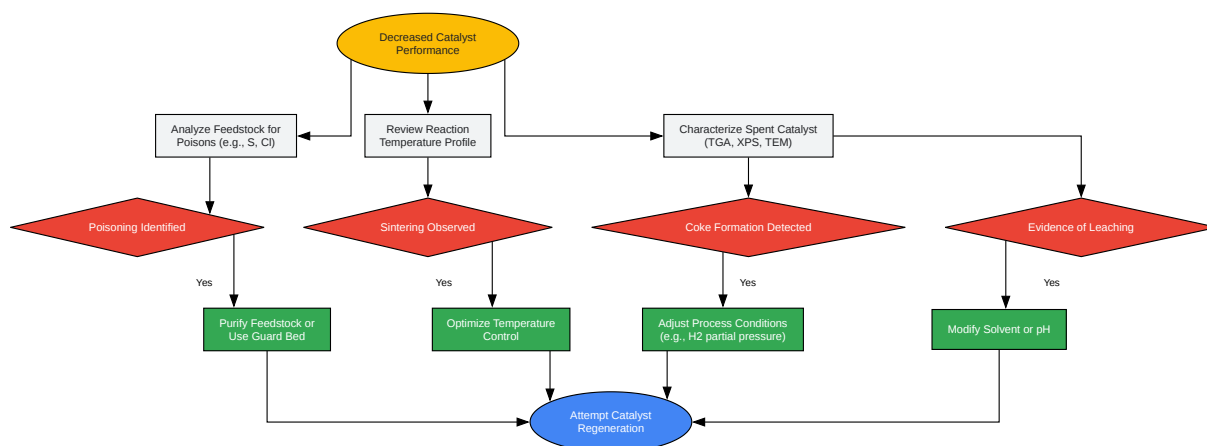 Decreased Catalyst
Performance
Analyze Feedstock for
Poisons (e.g., S, Cl)
Review Reaction
Temperature Profile
Characterize Spent Catalyst
(TGA, XPS, TEM)
Poisoning Identified
Sintering Observed
Coke Formation Detected
Evidence of Leaching
Yes
Yes
Yes
Yes
Purify Feedstock or
Use Guard Bed
Optimize Temperature
Control
Adjust Process Conditions
(e.g., H2 partial pressure)
Modify Solvent or pH
Attempt Catalyst
Regeneration